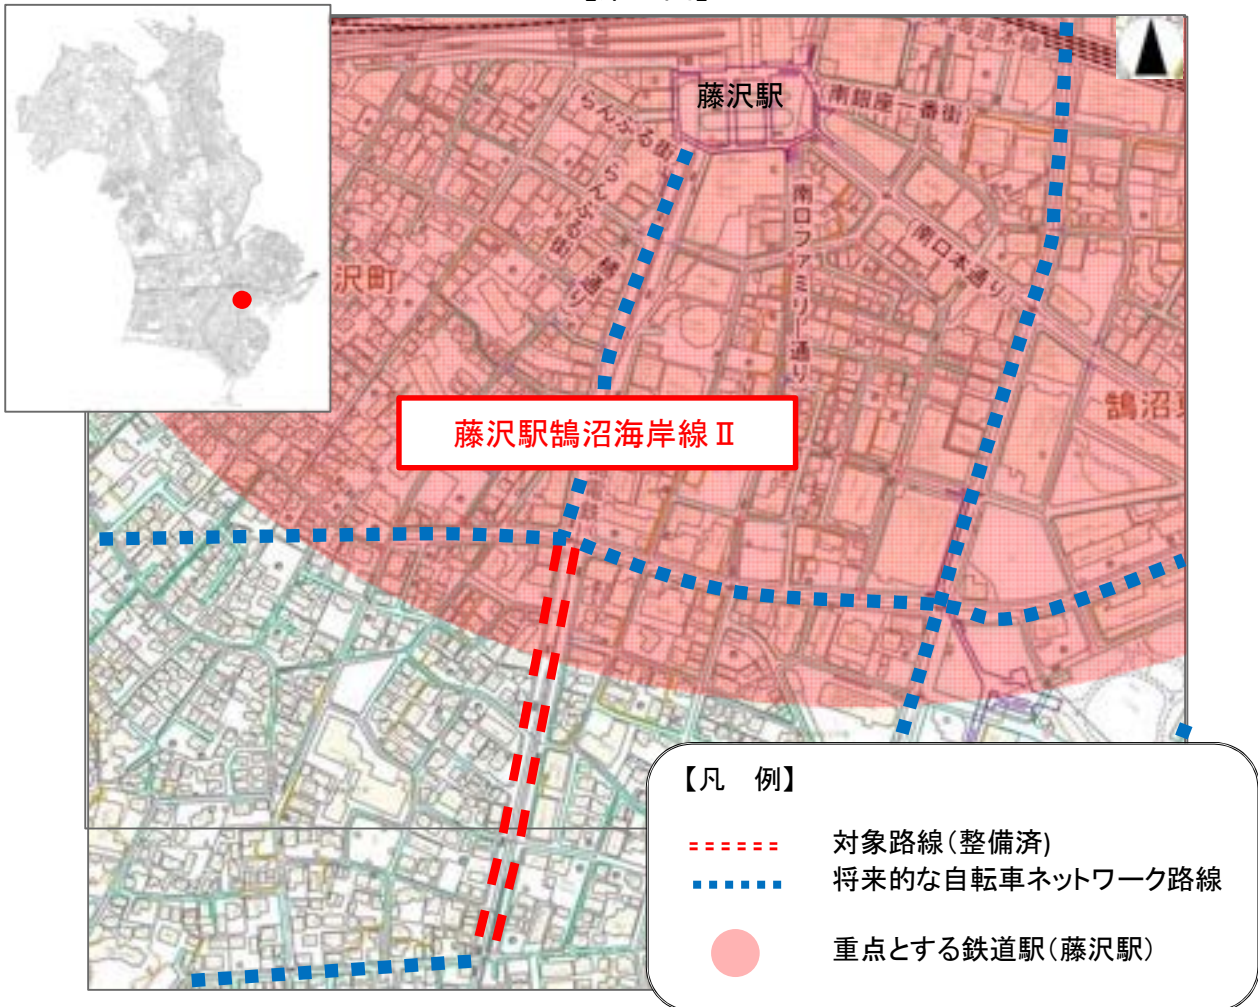 藤沢駅
南銀座一番街
らんぶる街
(らんぶる街)
橘通り
南口ファミリー通り
(南口本通り)
沢町
鵠沼
藤沢駅鵠沼海岸線Ⅱ
【凡　例】
対象路線(整備済)
将来的な自転車ネットワーク路線
重点とする鉄道駅(藤沢駅)